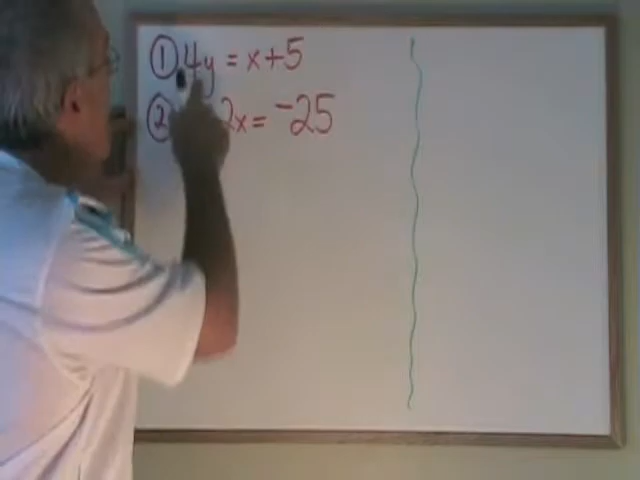 ① 4y = x+5
② 2x = -25